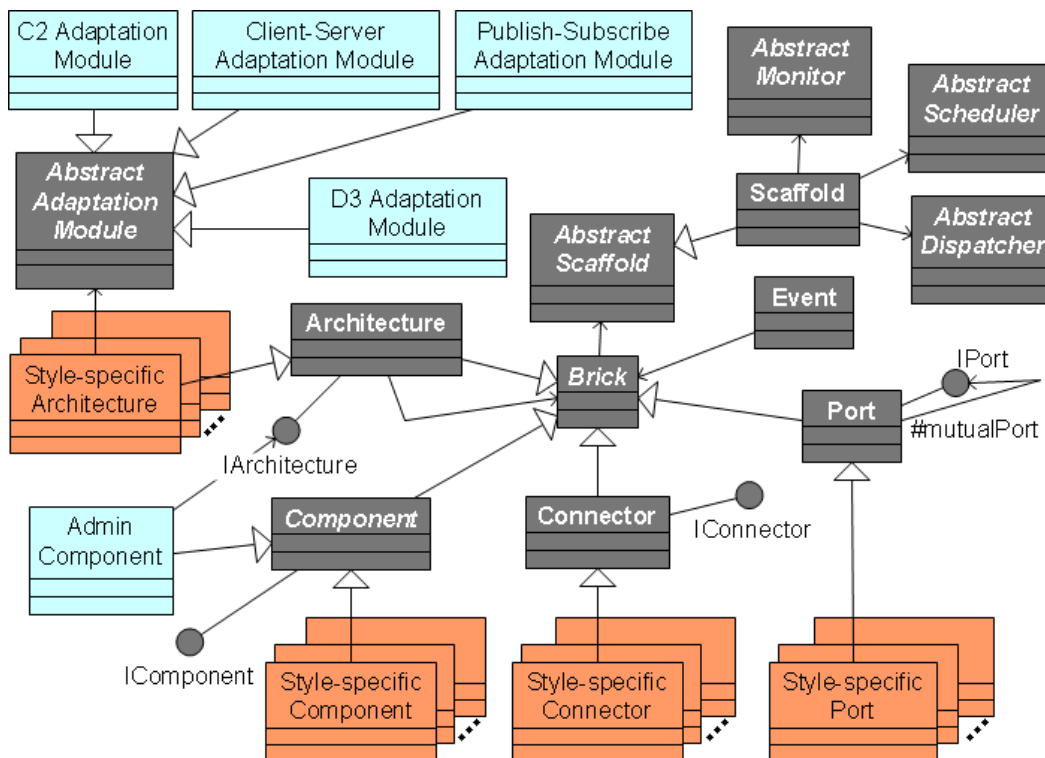 C2 Adaptation
Module
Client-Server
Adaptation Module
Publish-Subscribe
Adaptation Module
Abstract
Monitor
Abstract
Scheduler
Abstract
Adaptation
Module
D3 Adaptation
Module
Scaffold
Abstract
Scaffold
Abstract
Dispatcher
Architecture
Event
Style-specific
Architecture
Brick
IPort
Port
#mutualPort
IArchitecture
Admin
Component
Component
Connector
IConnector
IComponent
Style-specific
Component
Style-specific
Connector
Style-specific
Port